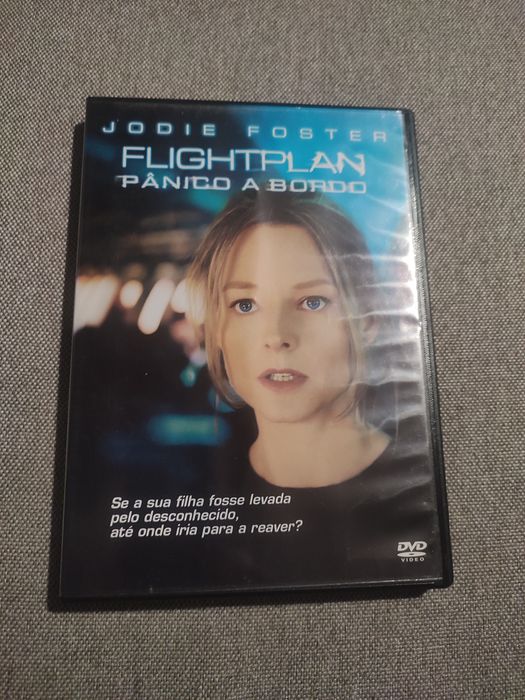 JODIE FOSTER
FLIGHTPLAN
PÂNICO A BORDO
Se a sua filha fosse levada
pelo desconhecido,
até onde iria para a reaver?
DVD
VIDEO